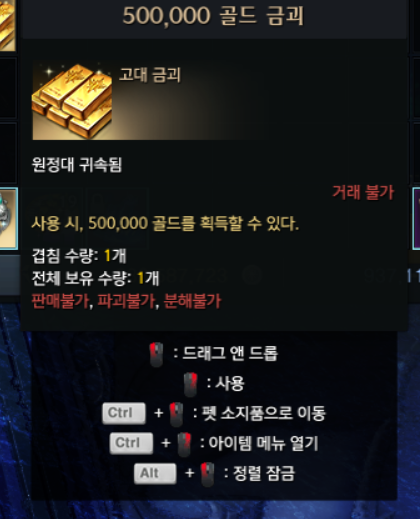 500,000 골드 금괴
고대 금괴
원정대 귀속됨
거래 불가
사용 시, 500,000 골드를 획득할 수 있다.
겹침 수량: 1개
전체 보유 수량: 1개
판매불가, 파괴불가, 분해불가
: 드래그 앤 드롭
: 사용
Ctrl + : 펫 소지품으로 이동
Ctrl + : 아이템 메뉴 열기
Alt + : 정렬 잠금